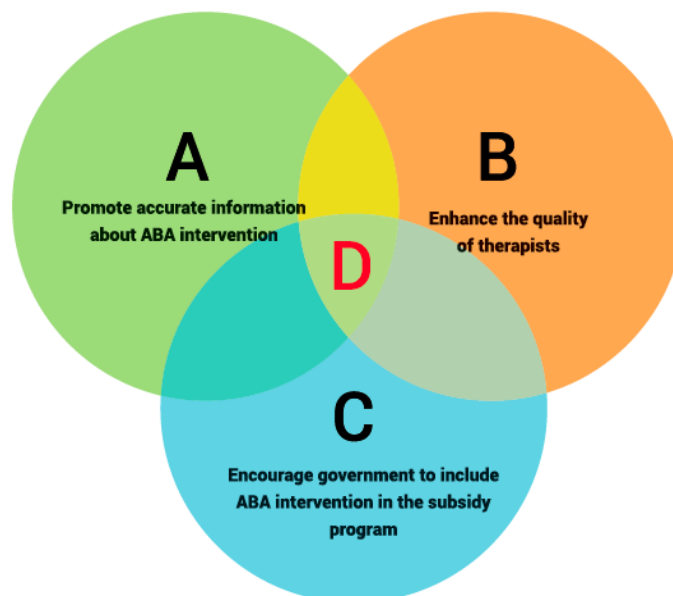 A
Promote accurate information
about ABA intervention
B
Enhance the quality
of therapists
D
C
Encourage government to include
ABA intervention in the subsidy
program